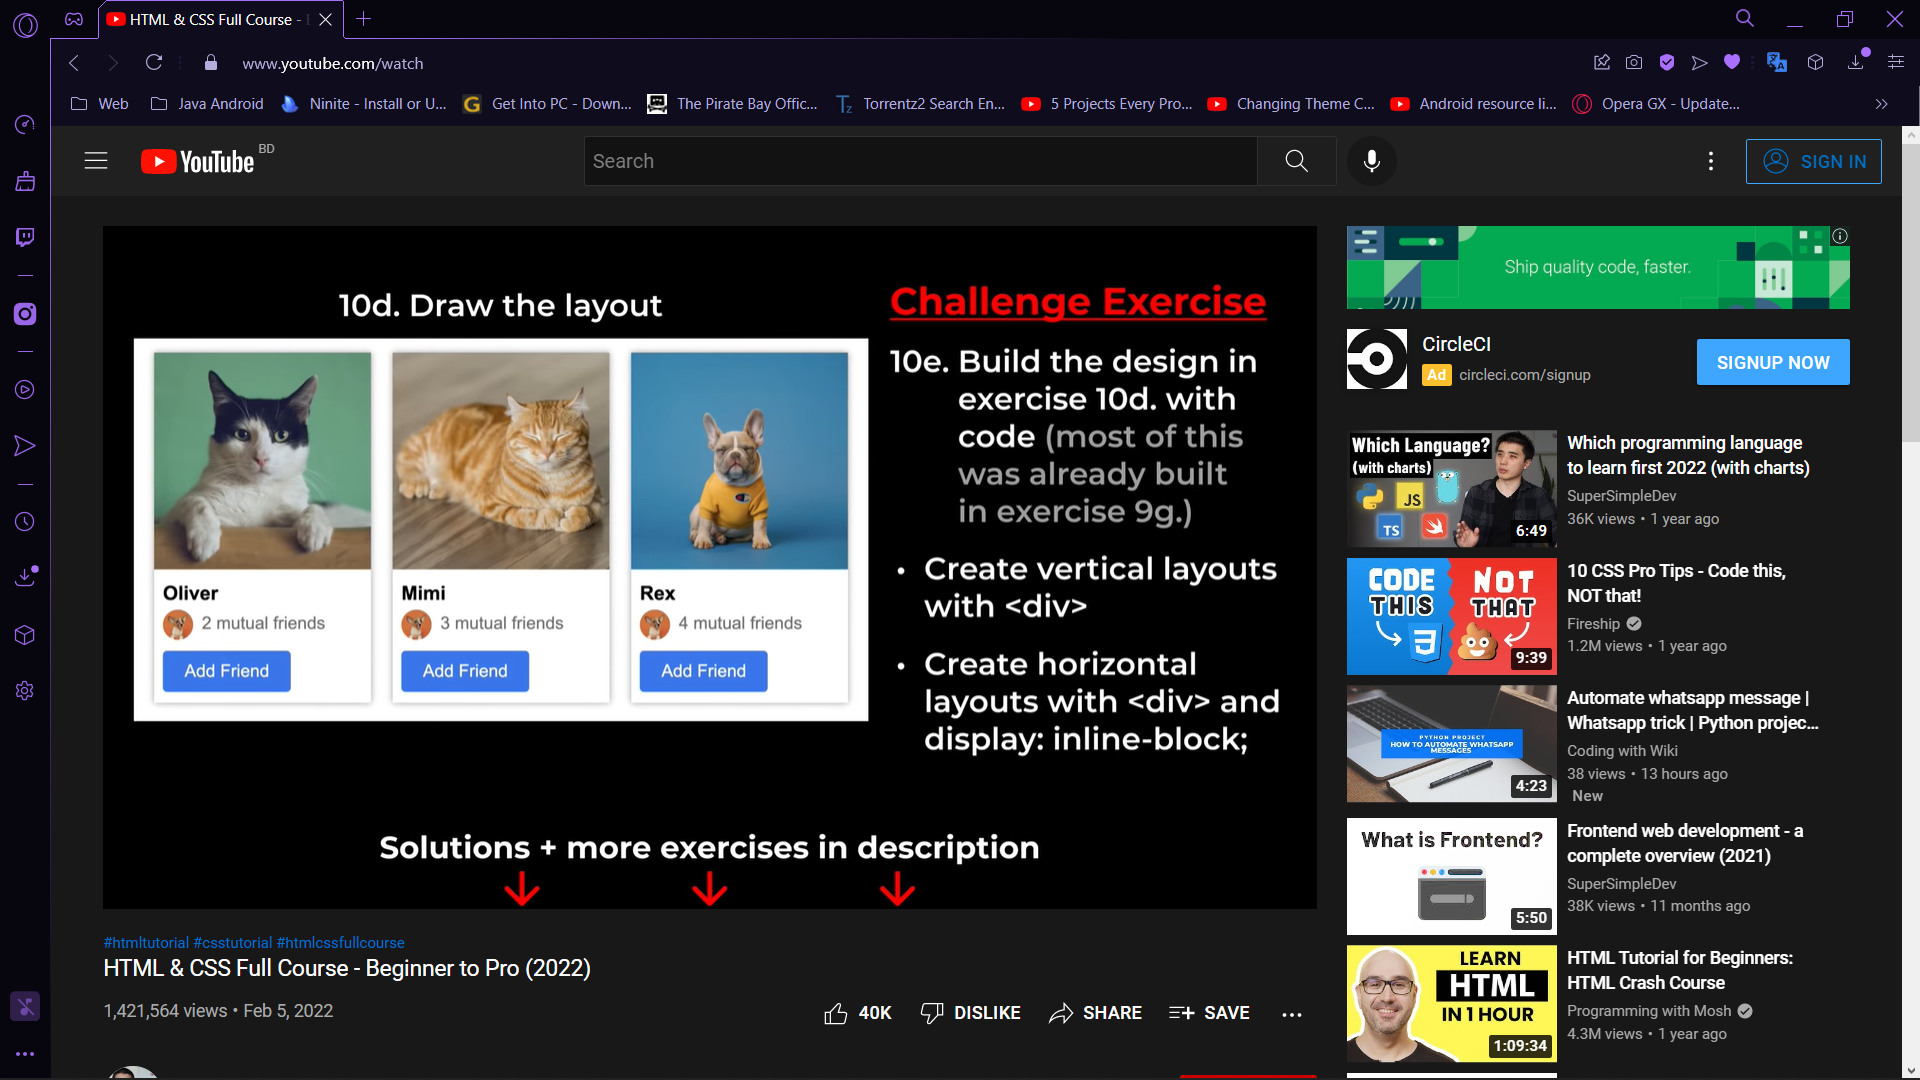 HTML & CSS Full Course -
www.youtube.com/watch
Web
Java Android
Ninite - Install or U...
Get Into PC - Down...
The Pirate Bay Offic...
Torrentz2 Search En...
5 Projects Every Pro...
Changing Theme C...
Android resource li...
Opera GX - Update...
YouTube BD
Search
SIGN IN
10d. Draw the layout
Oliver
2 mutual friends
Add Friend
Mimi
3 mutual friends
Add Friend
Rex
4 mutual friends
Add Friend
Challenge Exercise
10e. Build the design in
exercise 10d. with
code (most of this
was already built
in exercise 9g.)
• Create vertical layouts
with <div>
• Create horizontal
layouts with <div> and
display: inline-block;
Solutions + more exercises in description
#htmltutorial #csstutorial #htmlcssfullcourse
HTML & CSS Full Course - Beginner to Pro (2022)
1,421,564 views • Feb 5, 2022
40K
DISLIKE
SHARE
SAVE
Ship quality code, faster.
CircleCI
Ad circleci.com/signup
SIGNUP NOW
Which Language?
(with charts)
JS
TS
6:49
Which programming language
to learn first 2022 (with charts)
SuperSimpleDev
36K views • 1 year ago
CODE
THIS
NOT
THAT
9:39
10 CSS Pro Tips - Code this,
NOT that!
Fireship
1.2M views • 1 year ago
PYTHON PROJECT
HOW TO AUTOMATE WHATSAPP
MESSAGES
4:23
Automate whatsapp message |
Whatsapp trick | Python projec...
Coding with Wiki
38 views • 13 hours ago
New
What is Frontend?
5:50
Frontend web development - a
complete overview (2021)
SuperSimpleDev
38K views • 11 months ago
LEARN
HTML
IN 1 HOUR
1:09:34
HTML Tutorial for Beginners:
HTML Crash Course
Programming with Mosh
4.3M views • 1 year ago